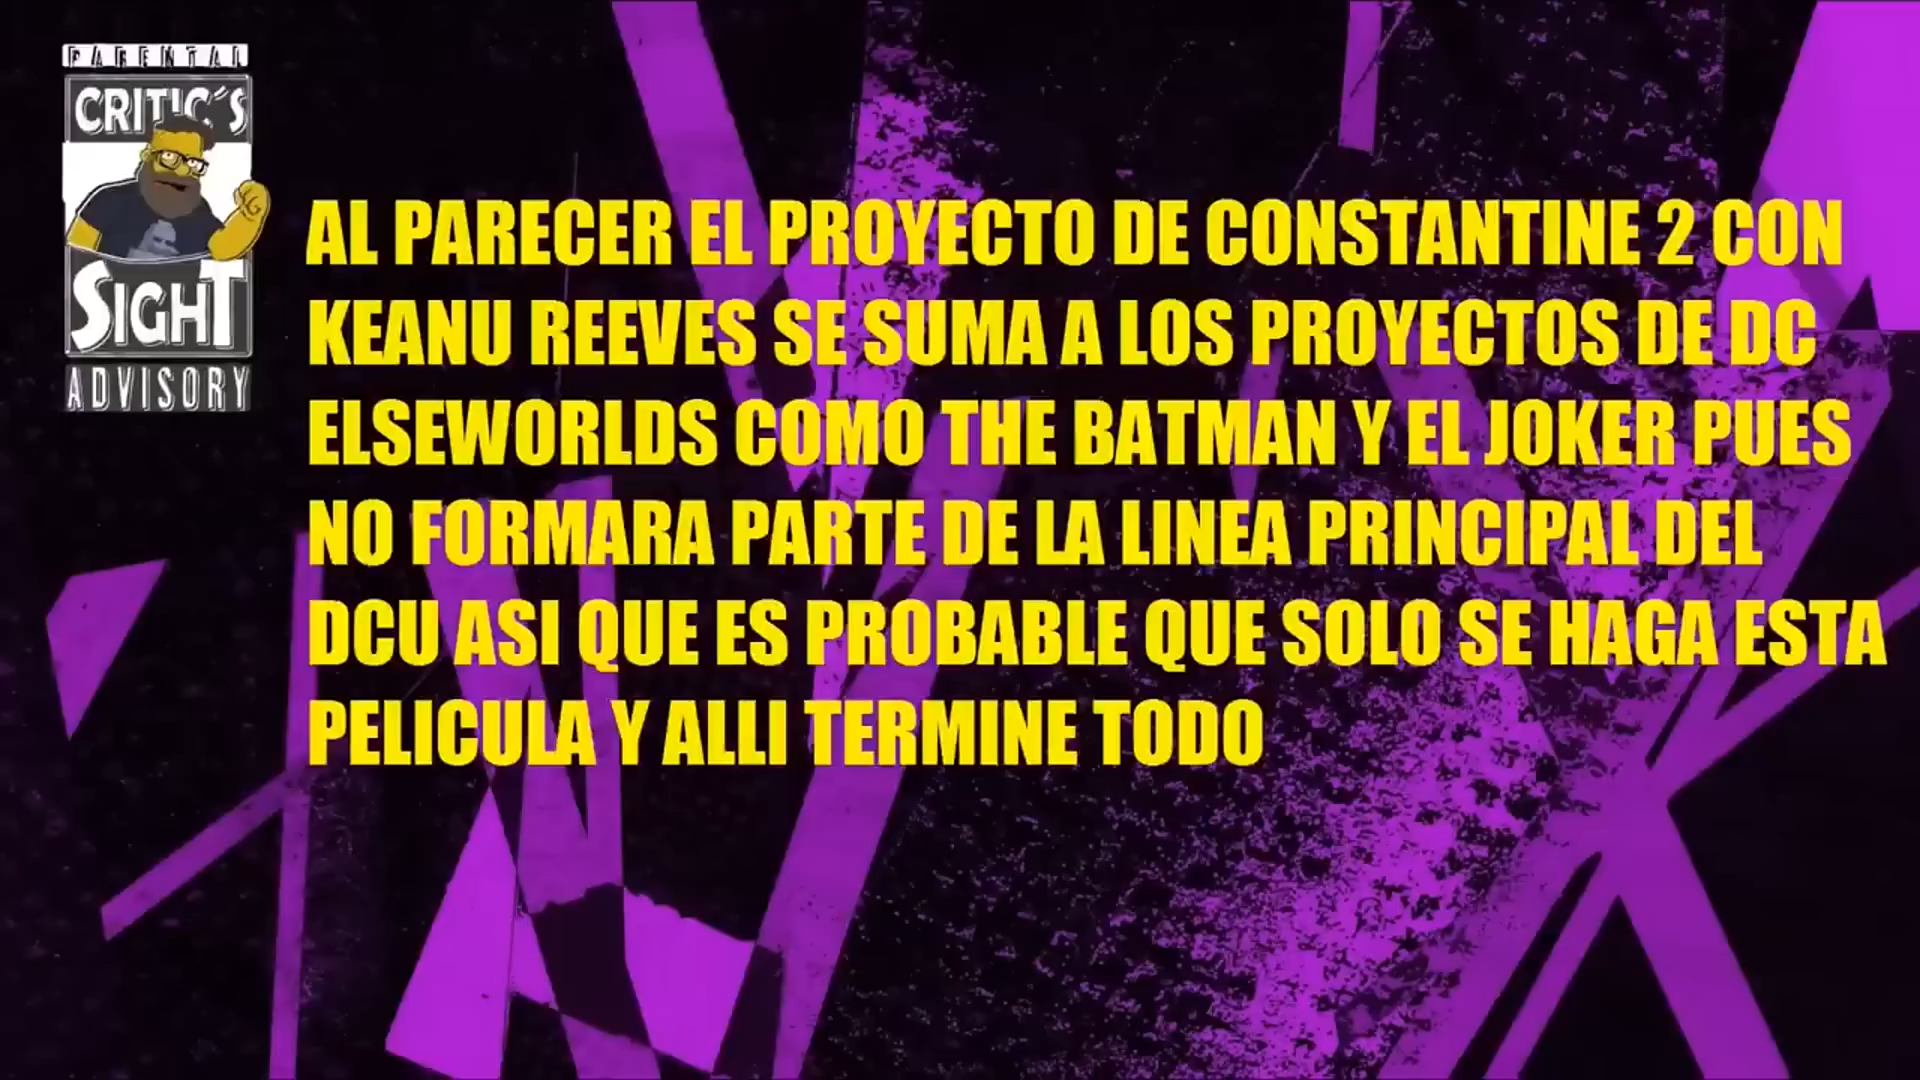 PARENTAL
CRITIC´S
SIGHT
ADVISORY
AL PARECER EL PROYECTO DE CONSTANTINE 2 CON
KEANU REEVES SE SUMA A LOS PROYECTOS DE DC
ELSEWORLDS COMO THE BATMAN Y EL JOKER PUES
NO FORMARA PARTE DE LA LINEA PRINCIPAL DEL
DCU ASI QUE ES PROBABLE QUE SOLO SE HAGA ESTA
PELICULA Y ALLI TERMINE TODO